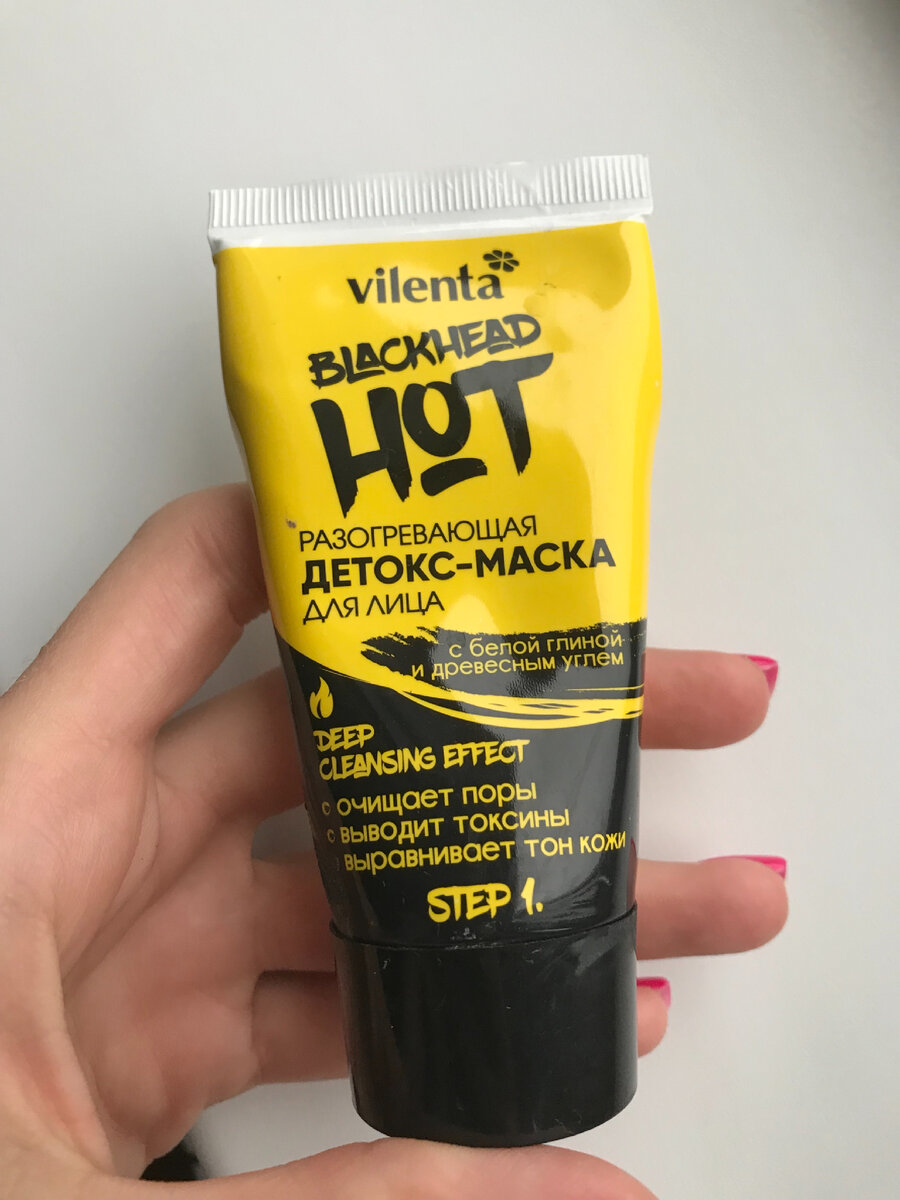 vilenta
BLACKHEAD
HOT
РАЗОГРЕВАЮЩАЯ
ДЕТОКС-МАСКА
ДЛЯ ЛИЦА
с белой глиной
и древесным углем
DEEP
CLEANSING EFFECT
очищает поры
выводит токсины
выравнивает тон кожи
STEP 1.